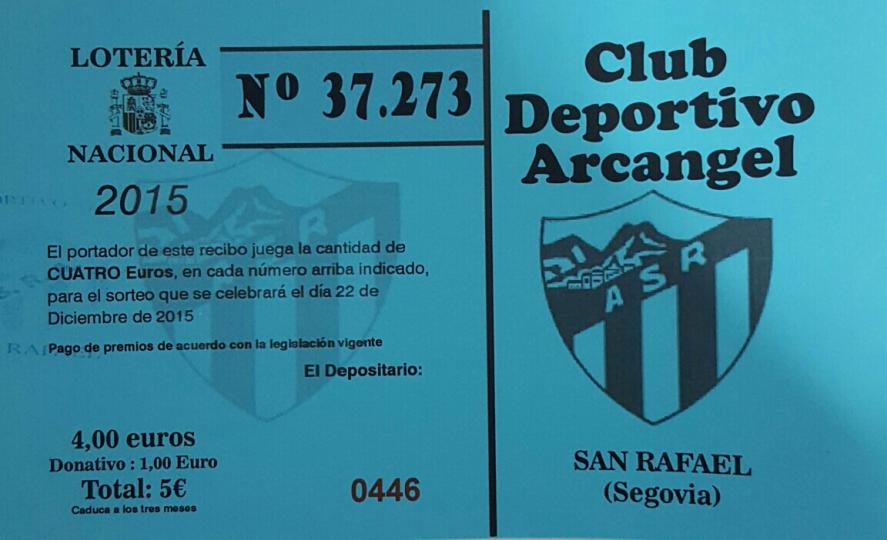 LOTERÍA
NACIONAL
Nº 37.273
2015
El portador de este recibo juega la cantidad de
CUATRO Euros, en cada número arriba indicado,
para el sorteo que se celebrará el día 22 de
Diciembre de 2015
Pago de premios de acuerdo con la legislación vigente
El Depositario:
4,00 euros
Donativo : 1,00 Euro
Total: 5€
Caduca a los tres meses
0446
Club
Deportivo
Arcangel
A S R
SAN RAFAEL
(Segovia)